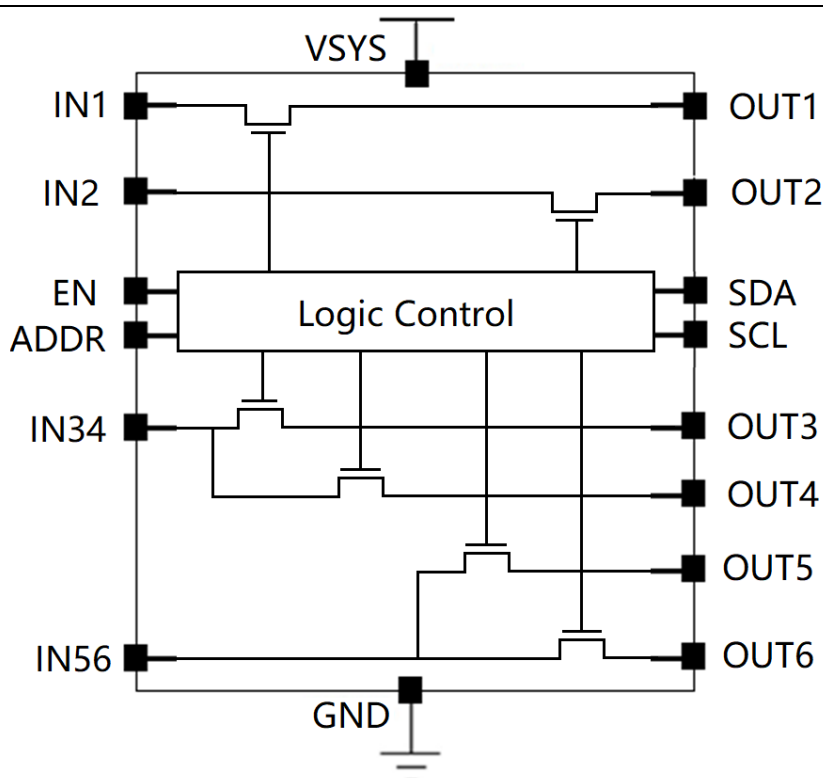 VSYS
IN1
OUT1
IN2
OUT2
EN
SDA
Logic Control
ADDR
SCL
IN34
OUT3
OUT4
OUT5
IN56
OUT6
GND